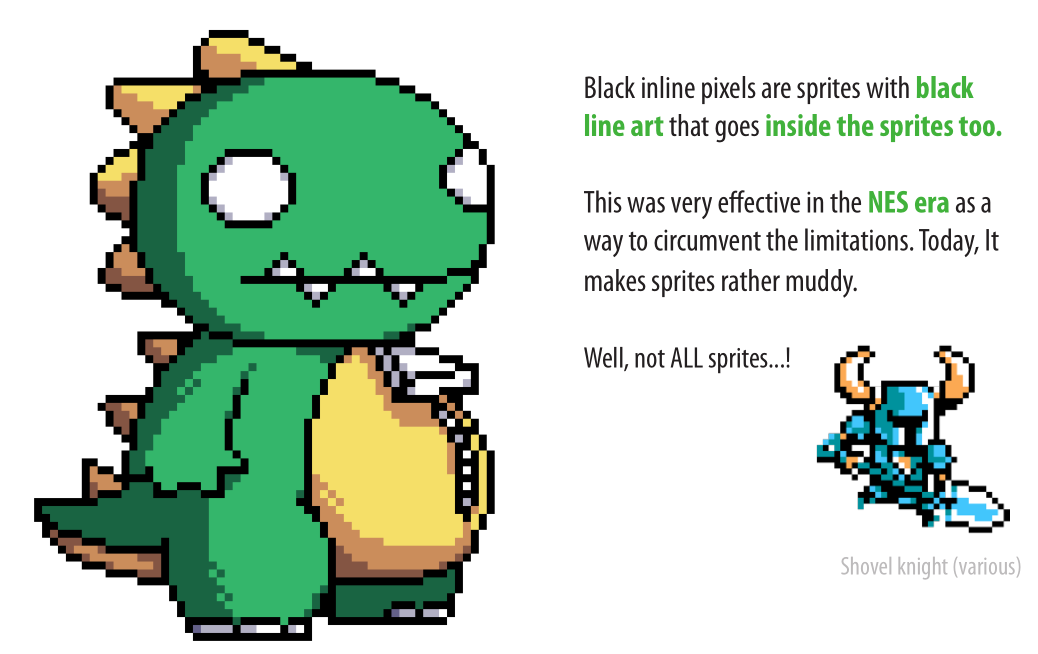 Black inline pixels are sprites with black
line art that goes inside the sprites too.
This was very effective in the NES era as a
way to circumvent the limitations. Today, It
makes sprites rather muddy.
Well, not ALL sprites...!
Shovel knight (various)